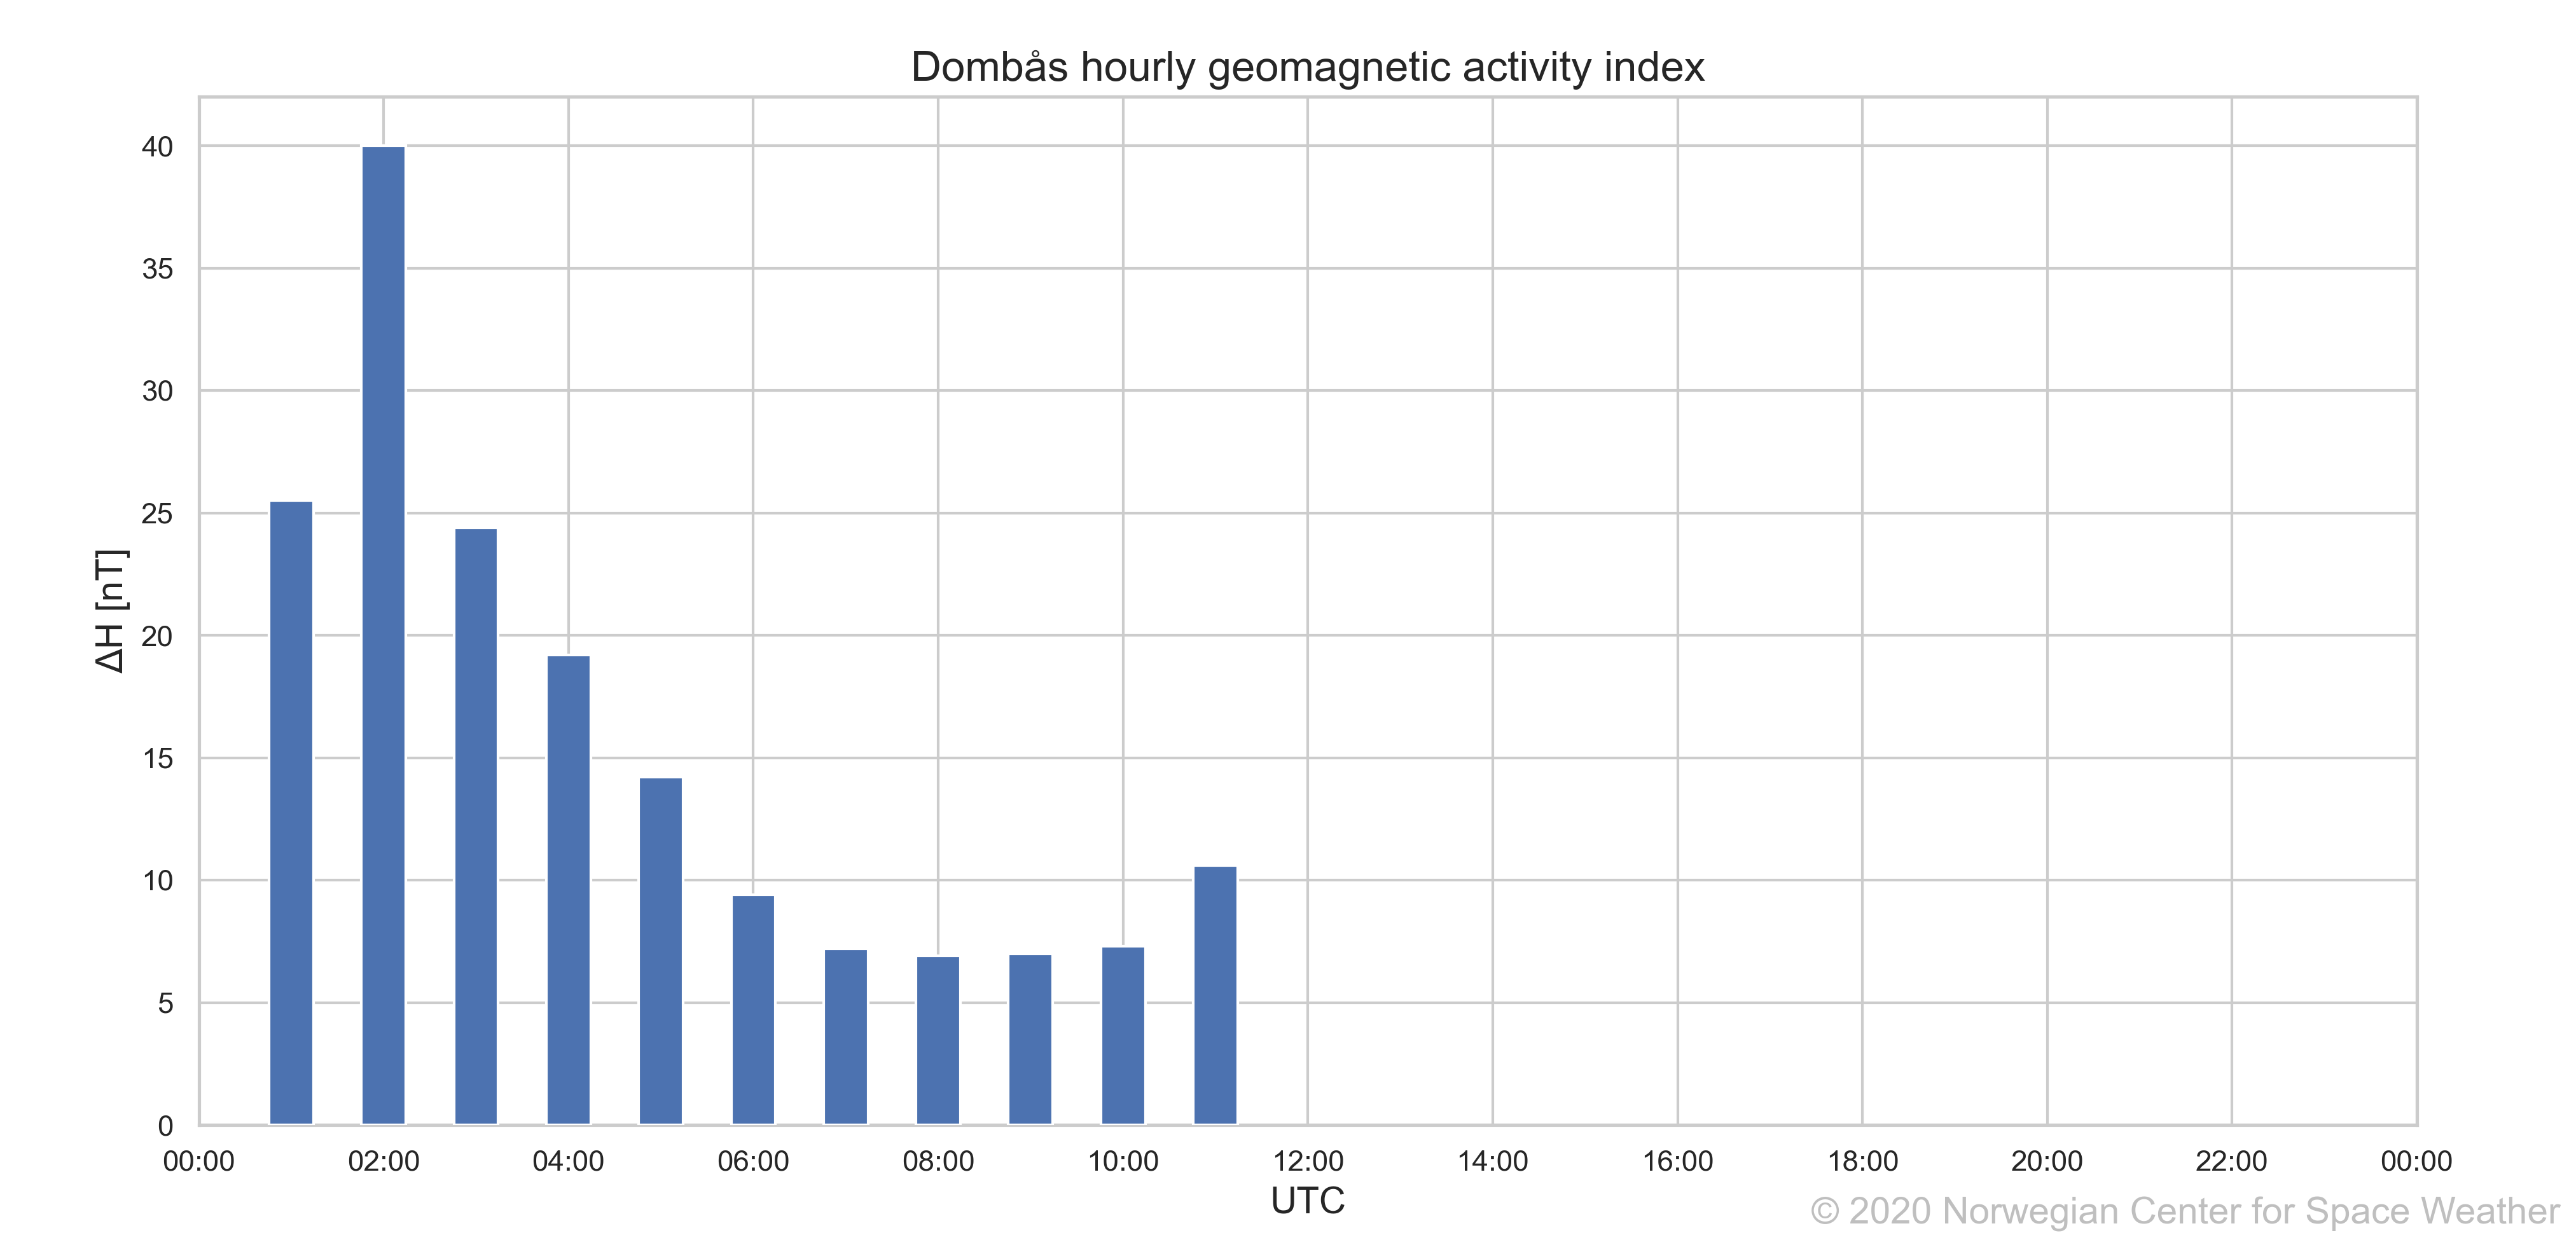 Dombås hourly geomagnetic activity index
40
35
30
25
20
15
10
5
0
ΔH [nT]
00:00 02:00 04:00 06:00 08:00 10:00 12:00 14:00 16:00 18:00 20:00 22:00 00:00
UTC
© 2020 Norwegian Center for Space Weather